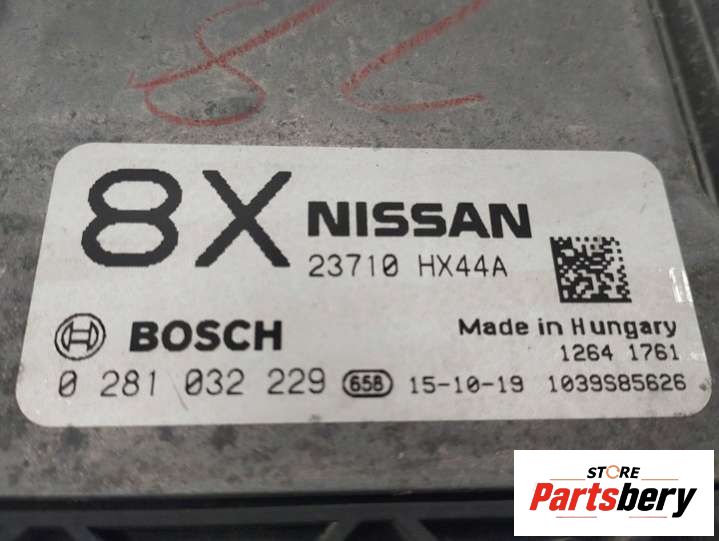 8X NISSAN
23710 HX44A
BOSCH
Made in Hungary
1264 1761
0 281 032 229 658 15-10-19 1039S85626
STORE
Partsbery